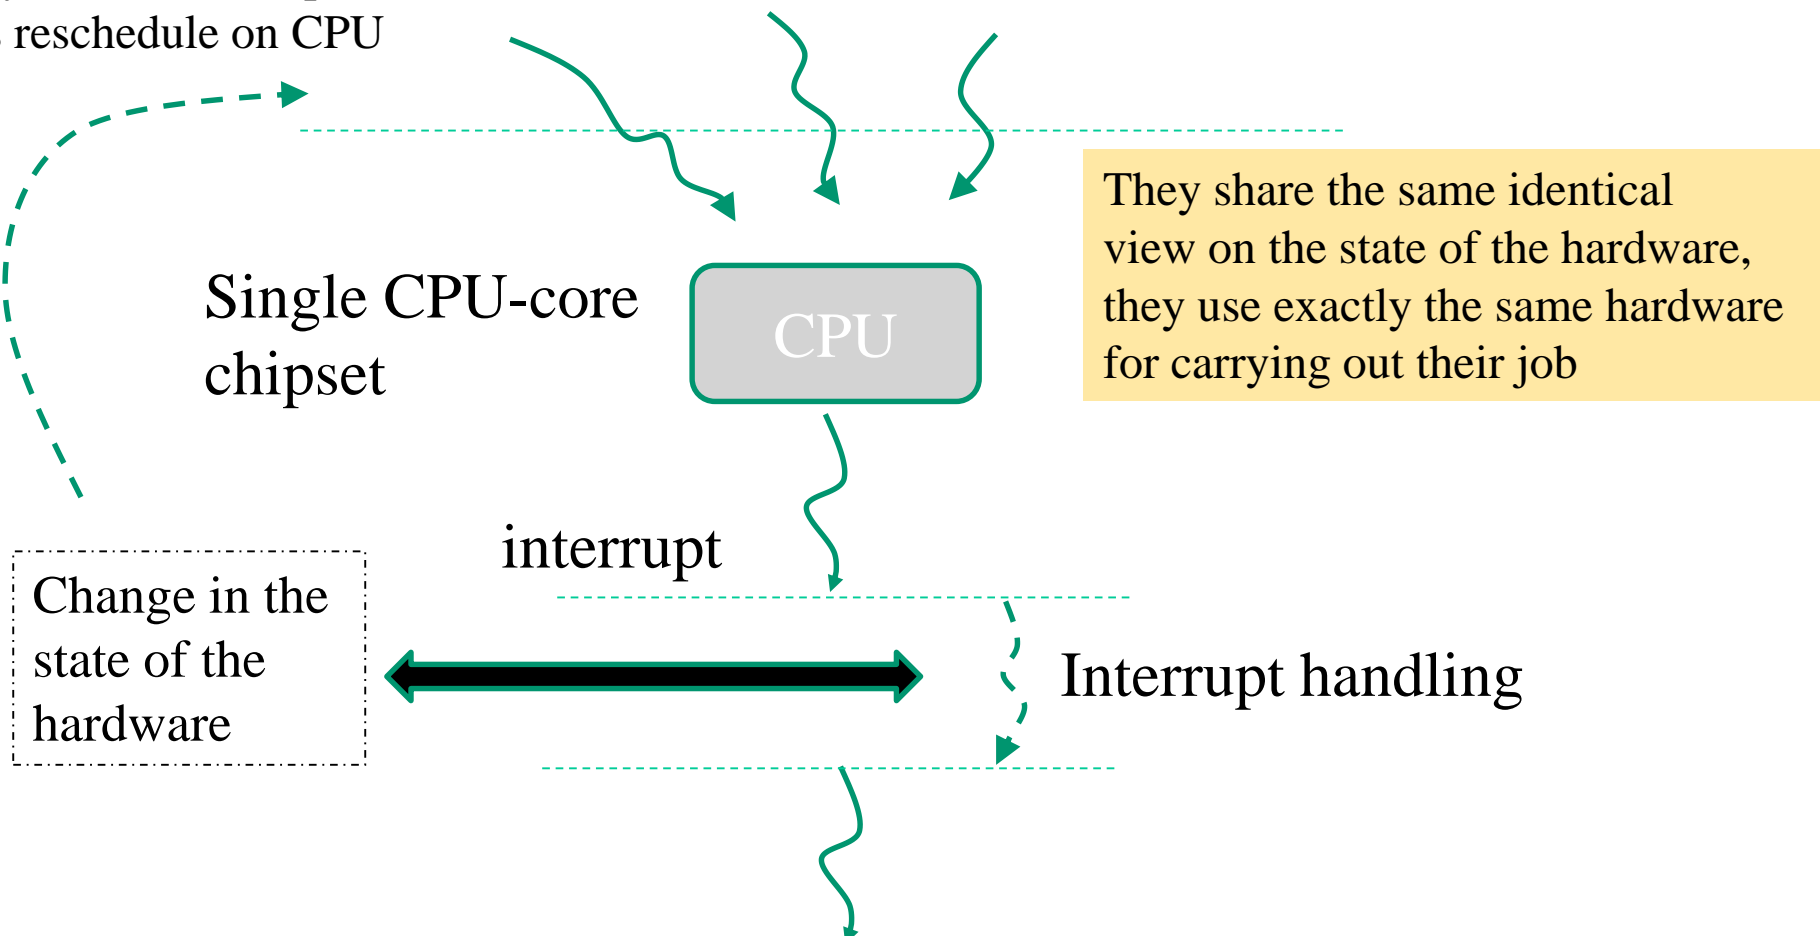 reschedule on CPU
They share the same identical
view on the state of the hardware,
they use exactly the same hardware
for carrying out their job
Single CPU-core
chipset
CPU
interrupt
Change in the
state of the
hardware
Interrupt handling